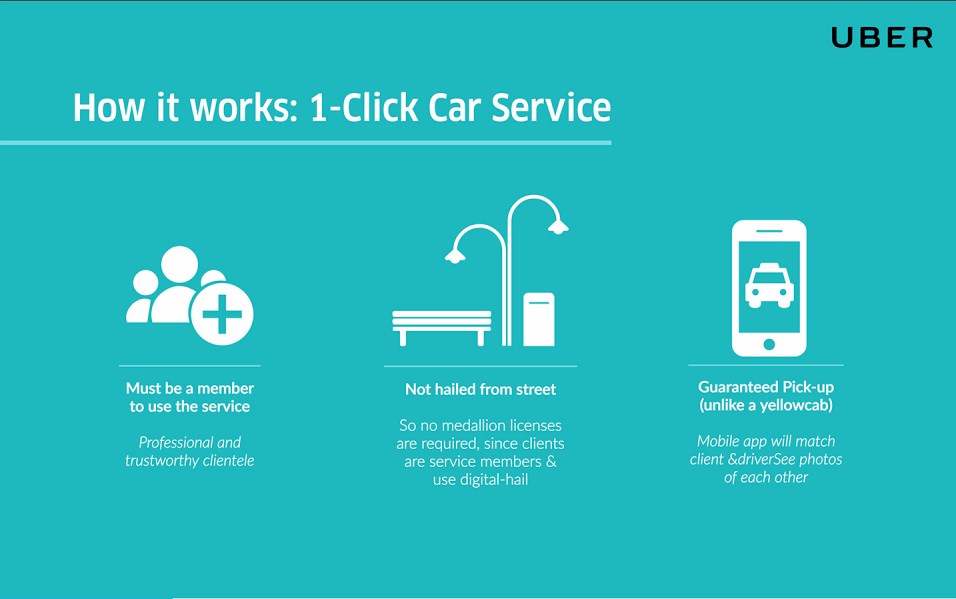 UBER
How it works: 1-Click Car Service
Must be a member
to use the service
Professional and
trustworthy clientele
Not hailed from street
So no medallion licenses
are required, since clients
are service members &
use digital-hail
Guaranteed Pick-up
(unlike a yellowcab)
Mobile app will match
client &driverSee photos
of each other